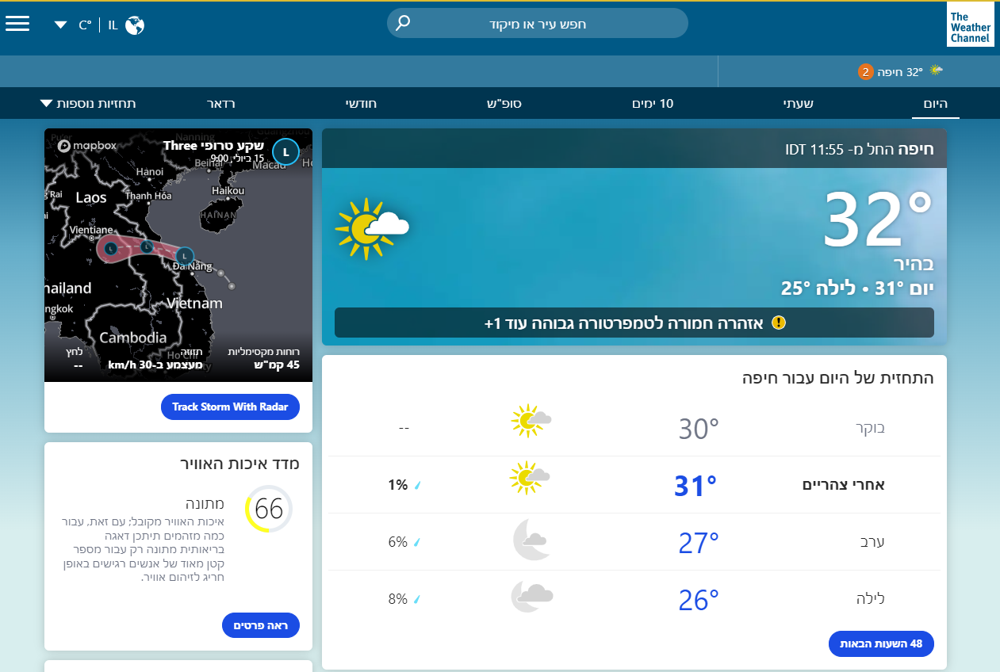 The
Weather
Channel
חפש עיר או מיקוד
IL | C°
32° חיפה 2
היום
שעתי
10 ימים
סופ"ש
חודשי
רדאר
תחזיות נוספות
חיפה החל מ- 11:55 IDT
32°
בהיר
יום 31° • לילה 25°
אזהרה חמורה לטמפרטורה גבוהה עוד 1+
התחזית של היום עבור חיפה
בוקר 30° --
אחרי צהריים 31° 1%
ערב 27° 6%
לילה 26° 8%
48 השעות הבאות
L
שקע טרופי Three
15 ביולי, 9:00
mapbox
Nanning
Beihai
Macau
Hanoi
Haikou
Laos
Thanh Hóa
HAINAN
Vientiane
L
L
L
Da Nang
hailand
ngkok
Vietnam
Cambodia
Ho Chi
רוחות מקסימליות
45 קמ"ש
תזוזה
מעצמע ב-30 km/h
לחץ
--
Track Storm With Radar
מדד איכות האוויר
66
מתונה
איכות האוויר מקובל; עם זאת, עבור
כמה מזהמים תיתכן דאגה
בריאותית מתונה רק עבור מספר
קטן מאוד של אנשים רגישים באופן
חריג לזיהום אוויר.
ראה פרטים